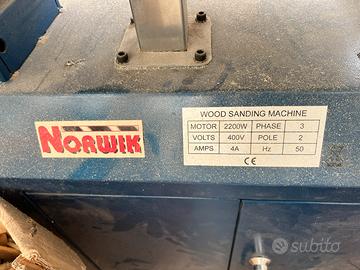 NORWIK
WOOD SANDING MACHINE
MOTOR 2200W PHASE 3
VOLTS 400V POLE 2
AMPS 4A Hz 50
CE
subito